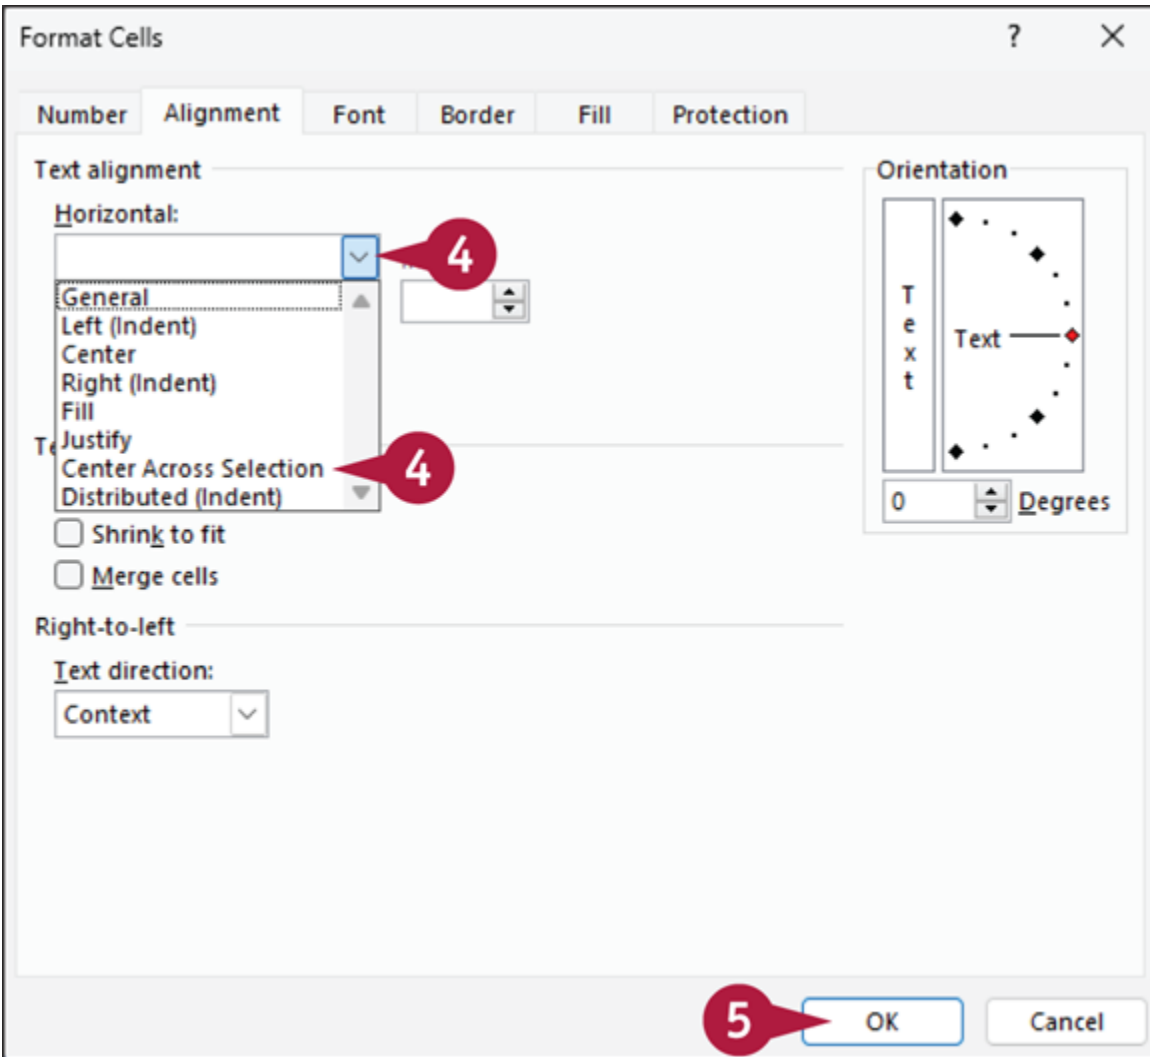 Format Cells ? 
Number Alignment Font Border Fill Protection
Text alignment
Horizontal:
4
General
Left (Indent)
Center
Right (Indent)
Fill
Justify
Center Across Selection
4
Distributed (Indent)
Shrink to fit
Merge cells
Right-to-left
Text direction:
Context
Orientation
Text
Text
0 Degrees
5
OK Cancel